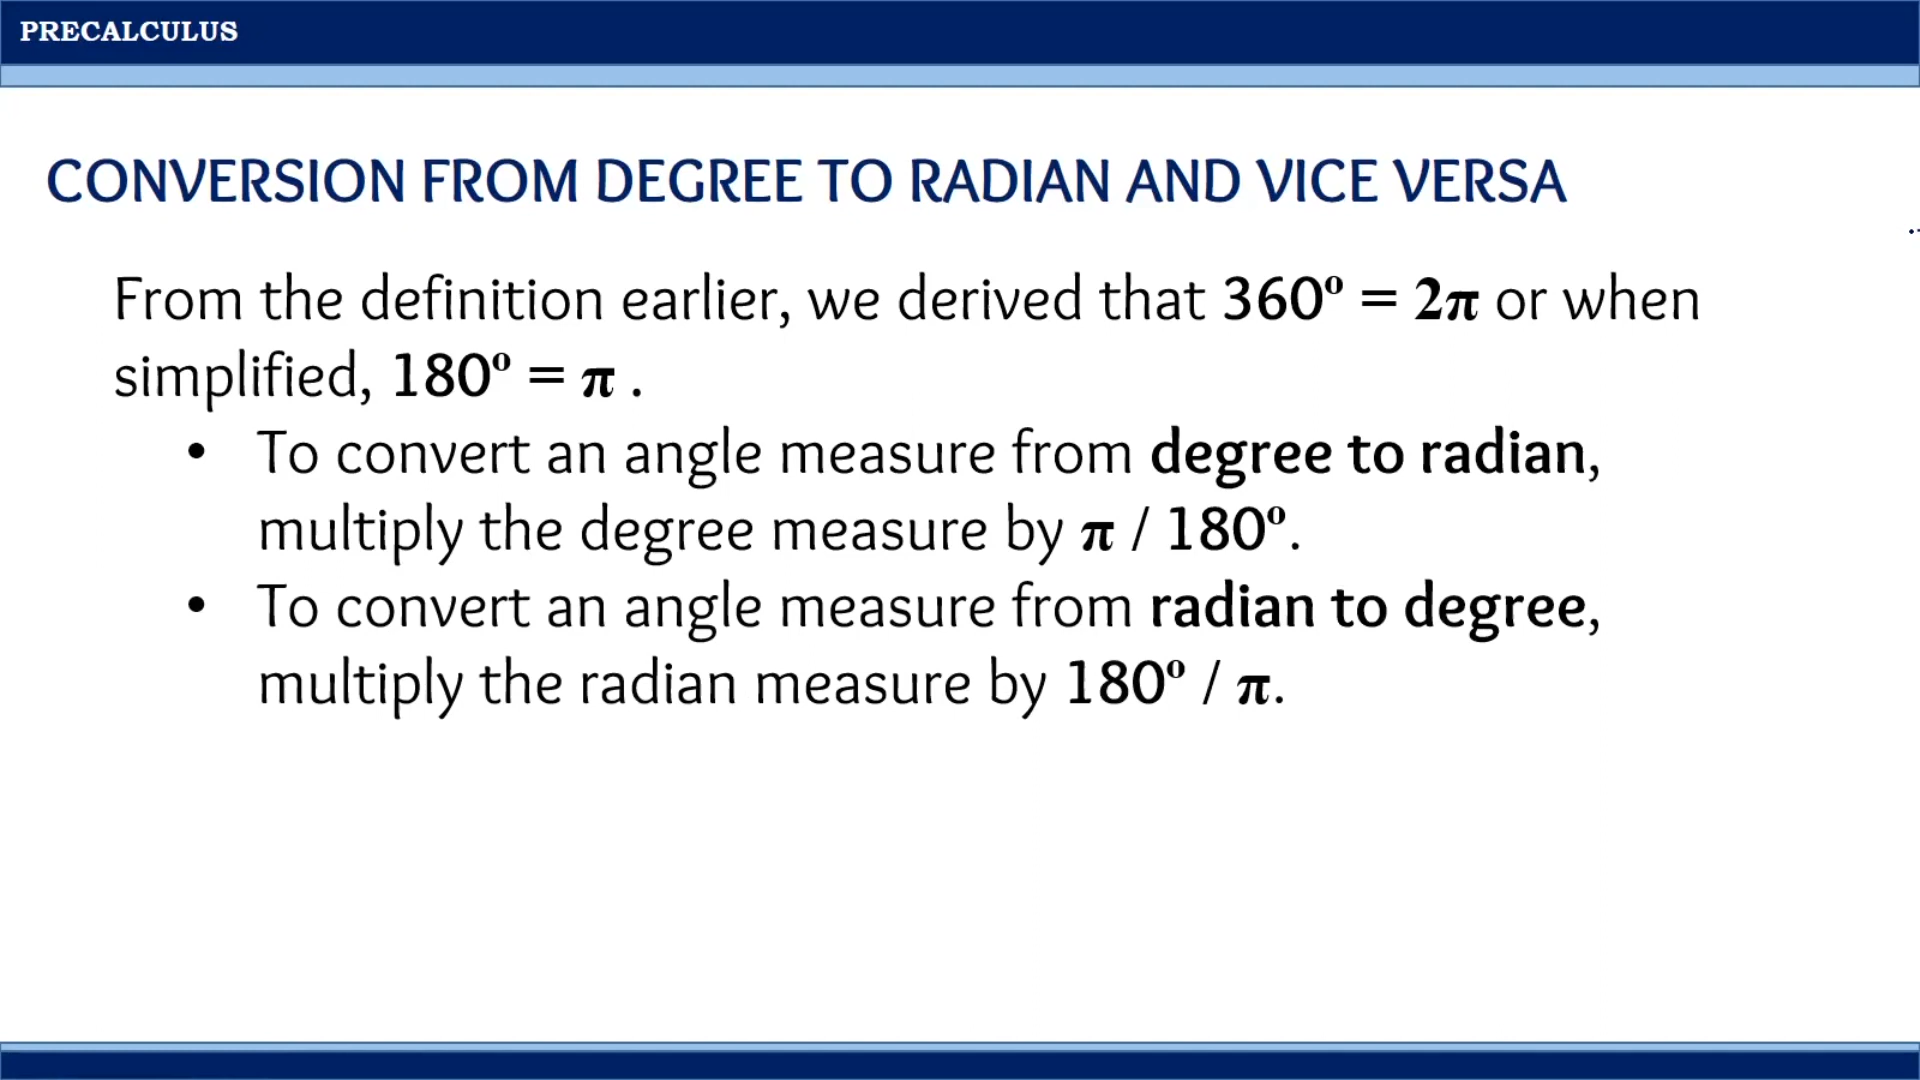 PRECALCULUS
CONVERSION FROM DEGREE TO RADIAN AND VICE VERSA
From the definition earlier, we derived that 360º = 2π or when
simplified, 180º = π .
• To convert an angle measure from degree to radian,
multiply the degree measure by π / 180º.
• To convert an angle measure from radian to degree,
multiply the radian measure by 180º / π.